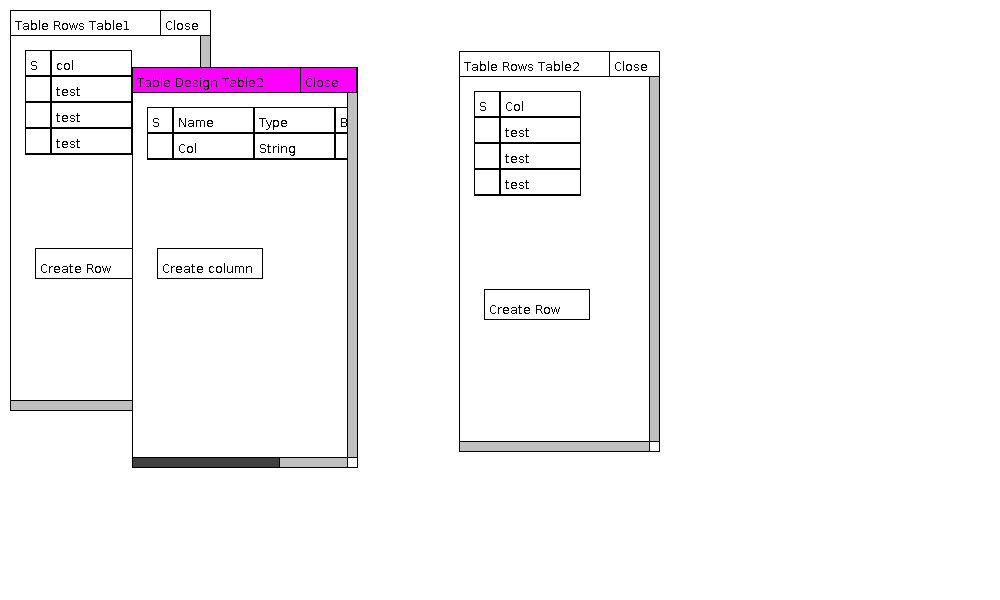 Table Rows Table1 Close
S col
test
test
test
Create Row
Table Design Table2 Close
S Name Type B
Col String
Create column
Table Rows Table2 Close
S Col
test
test
test
Create Row